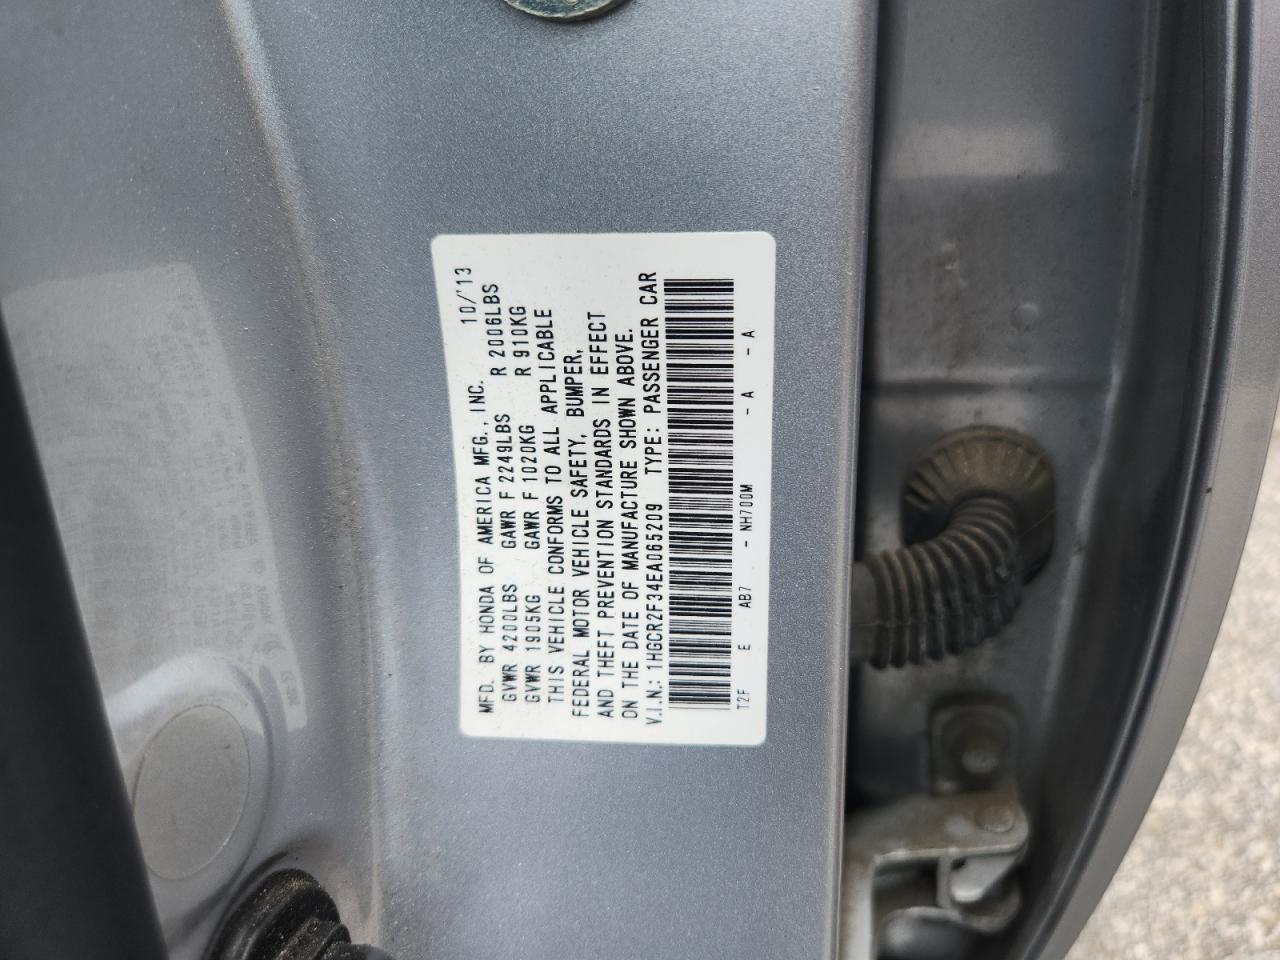 MFD. BY HONDA OF AMERICA MFG., INC. 10/'13
GVWR 4200LBS GAWR F 2249LBS R 2006LBS
GVWR 1905KG GAWR F 1020KG R 910KG
THIS VEHICLE CONFORMS TO ALL APPLICABLE
FEDERAL MOTOR VEHICLE SAFETY, BUMPER,
AND THEFT PREVENTION STANDARDS IN EFFECT
ON THE DATE OF MANUFACTURE SHOWN ABOVE.
V.I.N.: 1HGCR2F34EA065209 TYPE: PASSENGER CAR
T2F E AB7 - NH700M - A - A